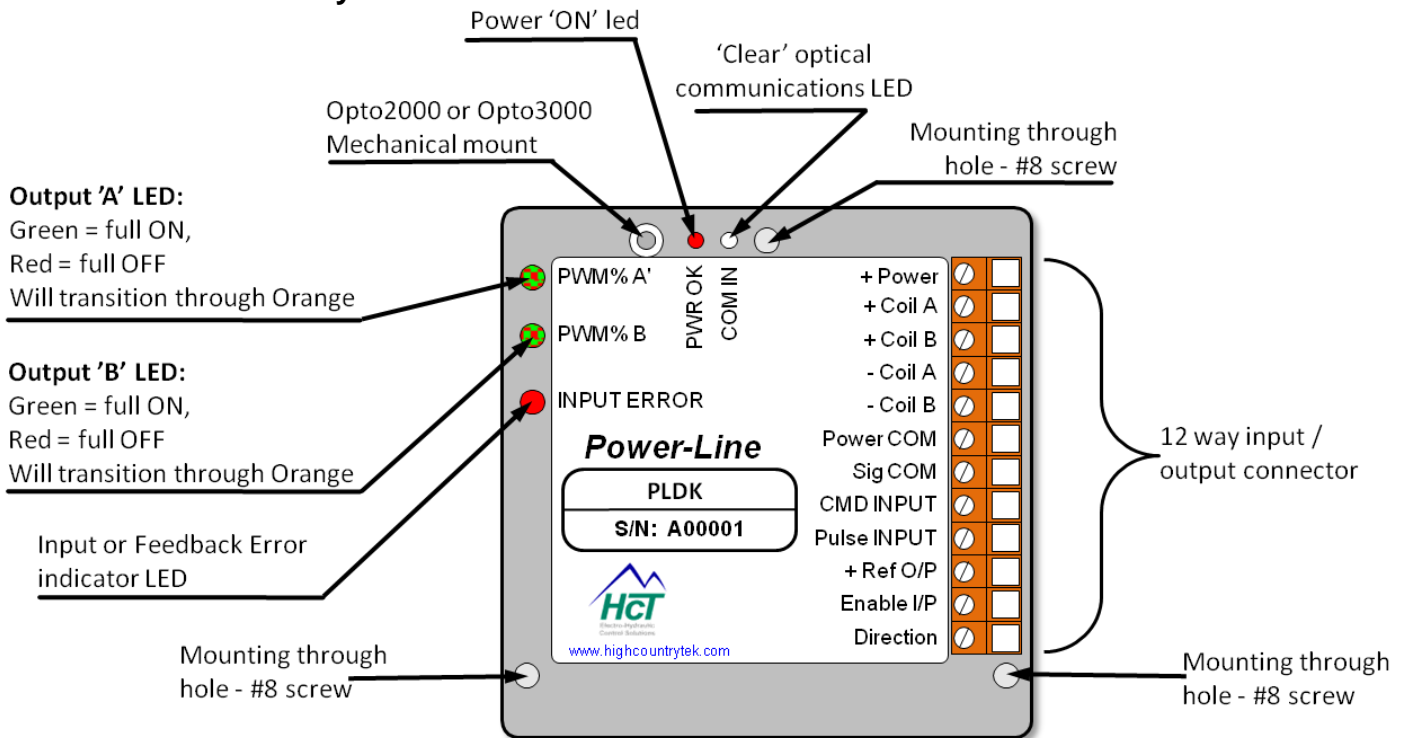 Power 'ON' led
'Clear' optical
communications LED
Opto2000 or Opto3000
Mechanical mount
Mounting through
hole - #8 screw
Output 'A' LED:
Green = full ON,
Red = full OFF
Will transition through Orange
Output 'B' LED:
Green = full ON,
Red = full OFF
Will transition through Orange
Input or Feedback Error
indicator LED
Mounting through
hole - #8 screw
PWM% A'
PWM% B
INPUT ERROR
PWR OK
COM IN
Power-Line
PLDK
S/N: A00001
HCT
Electro-Hydraulic
Control Solutions
www.highcountrytek.com
+ Power
+ Coil A
+ Coil B
- Coil A
- Coil B
Power COM
Sig COM
CMD INPUT
Pulse INPUT
+ Ref O/P
Enable I/P
Direction
12 way input /
output connector
Mounting through
hole - #8 screw